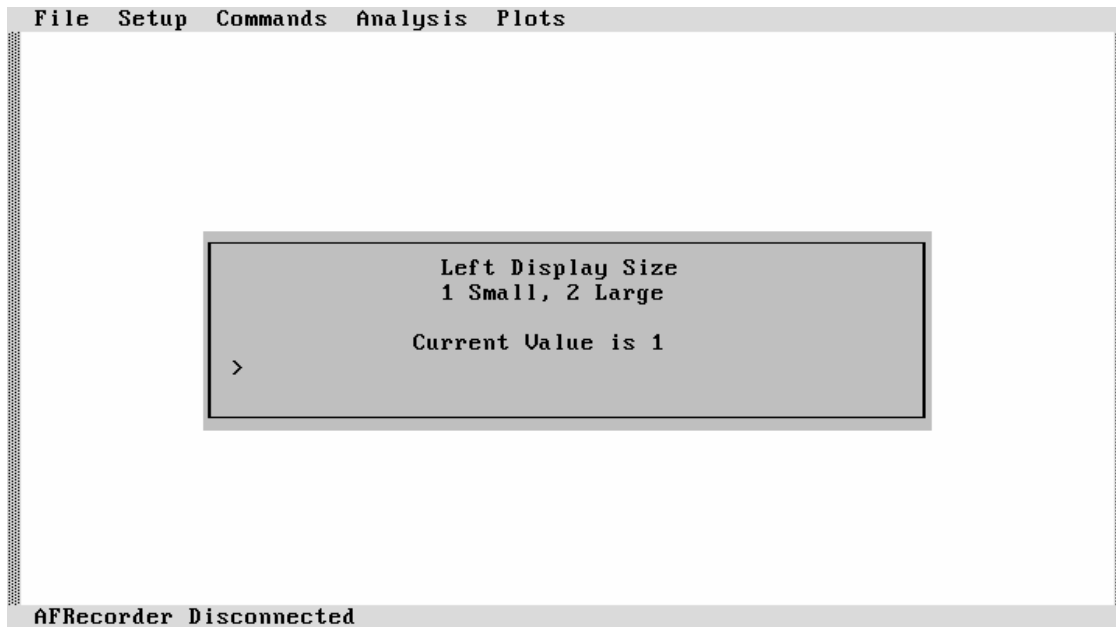 File Setup Commands Analysis Plots
Left Display Size
1 Small, 2 Large
Current Value is 1
>
AFRecorder Disconnected